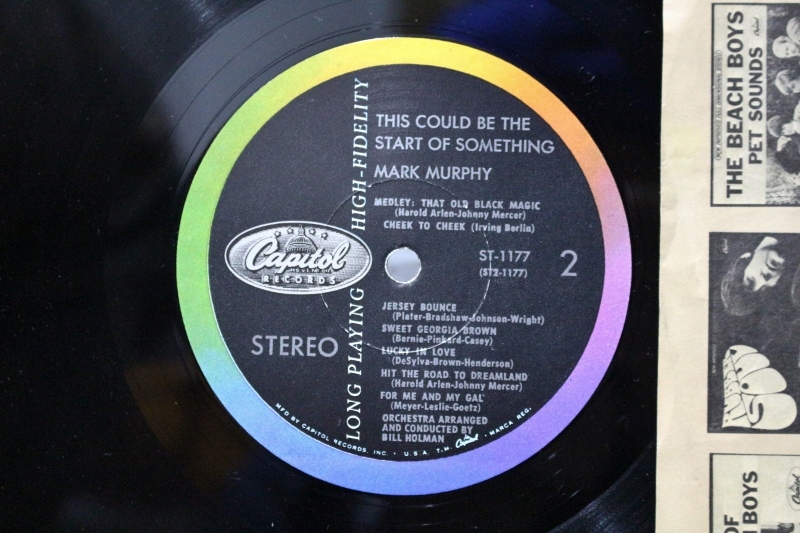 THIS COULD BE THE
START OF SOMETHING
MARK MURPHY
MEDLEY: THAT OLD BLACK MAGIC
(Harold Arlen-Johnny Mercer)
CHEEK TO CHEEK (Irving Berlin)
Capitol
RECORDS
ST-1177
(ST2-1177)
2
STEREO
LONG PLAYING HIGH-FIDELITY
JERSEY BOUNCE
(Plater-Bradshaw-Johnson-Wright)
SWEET GEORGIA BROWN
(Bernie-Pinkard-Casey)
LUCKY IN LOVE
(DeSylva-Brown-Henderson)
HIT THE ROAD TO DREAMLAND
(Harold Arlen-Johnny Mercer)
FOR ME AND MY GAL
(Meyer-Leslie-Goetz)
ORCHESTRA ARRANGED
AND CONDUCTED BY
BILL HOLMAN
MFD BY CAPITOL RECORDS, INC. · U.S.A. T.M. Capitol · MARCA REG.
THE BEACH BOYS
PET SOUNDS
Capitol
OF
BOYS